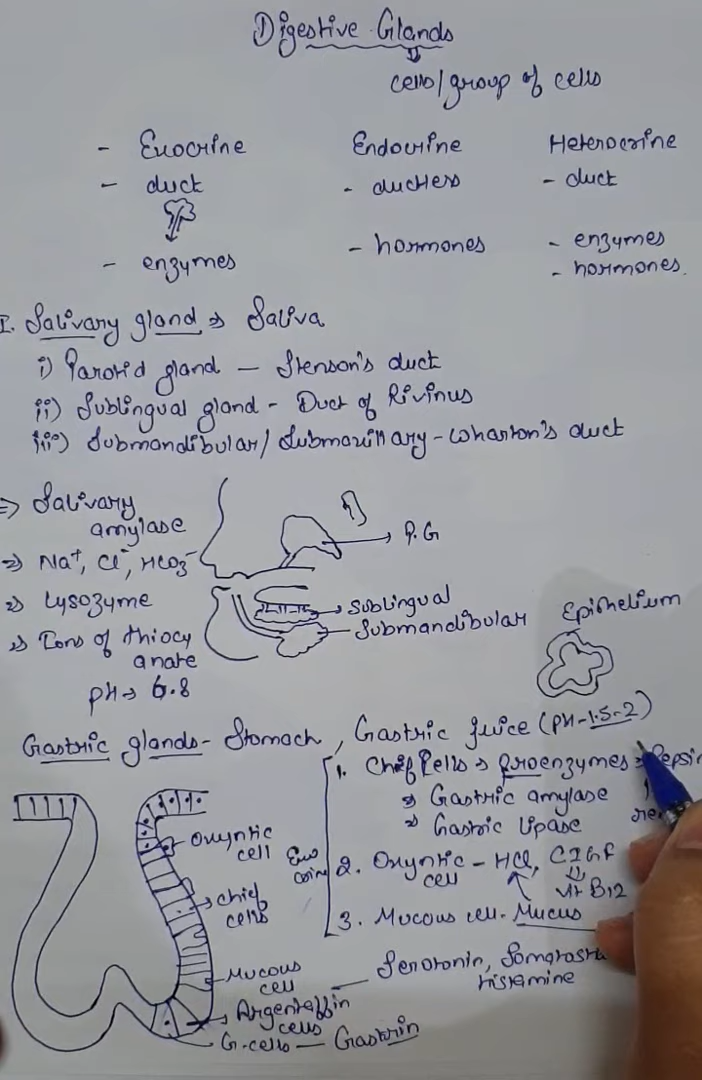 Digestive Glands
cells/group of cells
- Exocrine Endocrine Heterocrine
- duct - ductless - duct
- enzymes - hormones - enzymes
- hormones.
I. Salivary gland → Saliva
i) Parotid gland — Stenson's duct
ii) Sublingual gland - Duct of Rivinus
iii) Submandibular/Submaxillary - Wharton's duct
⇒ Salivary
amylase
⇒ Na⁺, Cl⁻, HCO₃⁻
⇒ Lysozyme
⇒ Ions of thiocy
anate
pH → 6.8
P.G
Sublingual
Submandibular
Epithelium
Gastric glands - Stomach, Gastric juice (pH - 1.5-2)
1. Chief cells → Proenzymes →
⇒ Gastric amylase
⇒ Gastric lipase
2. Oxyntic - HCl, CIGF
cell
Vit B12
3. Mucous cell - Mucus
Exo
crine
Oxyntic
cell
chief
cells
Mucous
cell
Argentaffin
cells
— Serotonin,
Histamine
G-cells — Gastrin